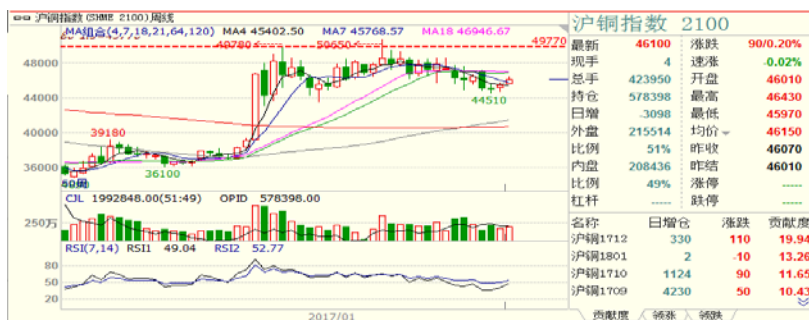 沪铜指数 (SHME 2100)周线
MA组合(4,7,18,21,64,120) MA4 45402.50 MA7 45768.57 MA18 46946.67
49780
50650
49770
48000
44000
44510
40000
39180
36000
36100
CJL 1992848.00(51:49) OPID 578398.00
2500万
RSI(7,14) RSI1 49.04 RSI2 52.77
80
50
20
2017/01
沪铜指数 2100
最新 46100 涨跌 90/0.20%
现手 4 速涨 -0.02%
总手 423950 开盘 46010
持仓 578398 最高 46430
日增 -3098 最低 45970
外盘 215514 均价 46150
比例 51% 昨收 46070
内盘 208436 昨结 46010
比例 49% 涨停 -----
杠杆 ----- 跌停 -----
名称 日增仓 涨跌 贡献度
沪铜1712 330 110 19.94
沪铜1801 2 -10 13.26
沪铜1710 1124 90 11.65
沪铜1709 4230 50 10.43
贡献度 领涨 领跌